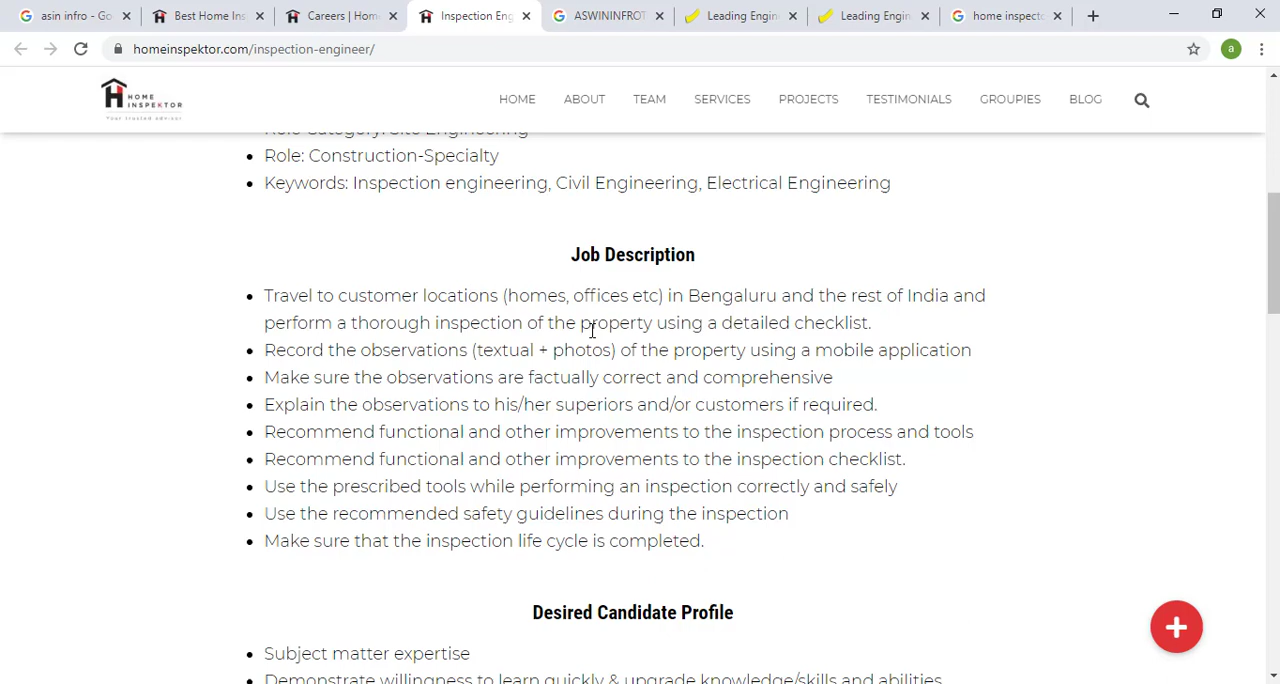 asin infro - Go
Best Home Ins
Careers | Hom
Inspection Eng
ASWININFROT
Leading Engin
Leading Engin
home inspect
homeinspektor.com/inspection-engineer/
a
HOME
INSPEKTOR
Your trusted advisor
HOME
ABOUT
TEAM
SERVICES
PROJECTS
TESTIMONIALS
GROUPIES
BLOG
Role Category: Site Engineering
• Role: Construction-Specialty
• Keywords: Inspection engineering, Civil Engineering, Electrical Engineering
Job Description
• Travel to customer locations (homes, offices etc) in Bengaluru and the rest of India and
perform a thorough inspection of the property using a detailed checklist.
• Record the observations (textual + photos) of the property using a mobile application
• Make sure the observations are factually correct and comprehensive
• Explain the observations to his/her superiors and/or customers if required.
• Recommend functional and other improvements to the inspection process and tools
• Recommend functional and other improvements to the inspection checklist.
• Use the prescribed tools while performing an inspection correctly and safely
• Use the recommended safety guidelines during the inspection
• Make sure that the inspection life cycle is completed.
Desired Candidate Profile
• Subject matter expertise
• Demonstrate willingness to learn quickly & upgrade knowledge/skills and abilities